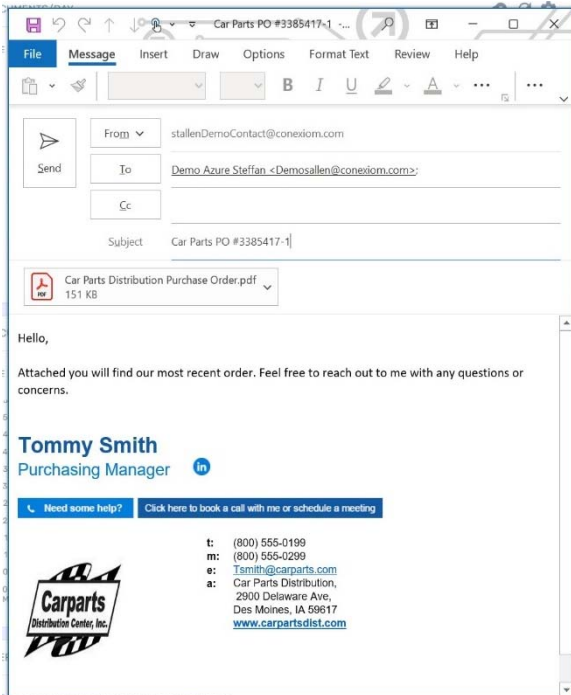 Car Parts PO #3385417-1 -...
File Message Insert Draw Options Format Text Review Help
B I U A
From
stallenDemoContact@conexiom.com
Send
To
Demo Azure Steffan <Demosallen@conexiom.com>;
Cc
Subject
Car Parts PO #3385417-1
PDF
Car Parts Distribution Purchase Order.pdf
151 KB
Hello,
Attached you will find our most recent order. Feel free to reach out to me with any questions or
concerns.
Tommy Smith
Purchasing Manager in
Need some help? Click here to book a call with me or schedule a meeting
t: (800) 555-0199
m: (800) 555-0299
e: Tsmith@carparts.com
a: Car Parts Distribution,
2900 Delaware Ave,
Des Moines, IA 59617
www.carpartsdist.com
Carparts
Distribution Center, Inc.